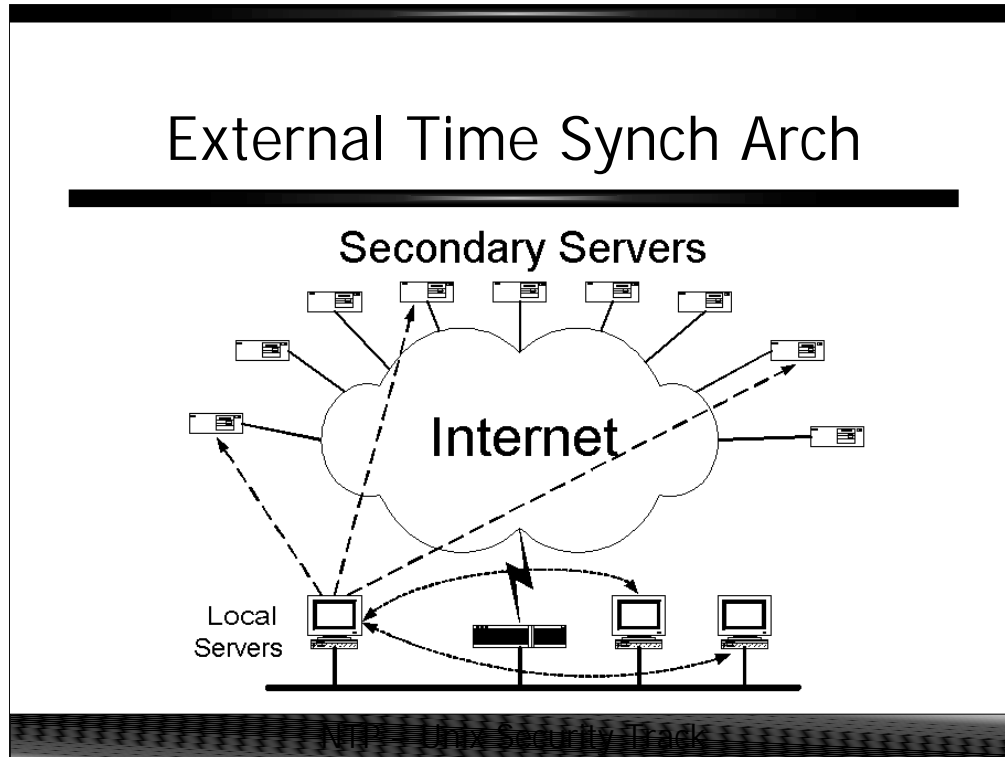 External Time Synch Arch
Secondary Servers
Internet
Local
Servers
NTP - Unix Security Track